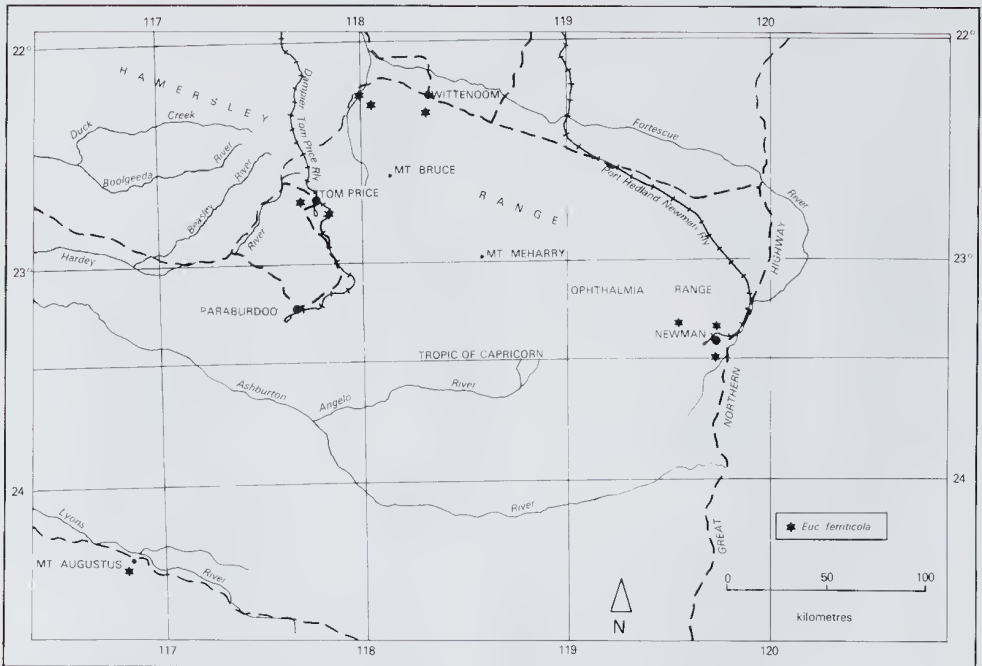 117 118 119 120
22° 22°
HAMERSLEY
Dampier Tom Price Rly
WITTENOOM
Duck Creek
Fortescue River
Boolgeeda River
MT BRUCE
Port Hedland Newman Rly
Beasley River
TOM PRICE
RANGE
River
HIGHWAY
MT MEHARRY
Hardey
23° 23°
OPHTHALMIA RANGE
PARABURDOO
NEWMAN
TROPIC OF CAPRICORN
Ashburton
Angelo River
NORTHERN
24 24
River
Lyons
GREAT
Euc ferriticola
MT AUGUSTUS
River
0 50 100
kilometres
N
117 118 119 120